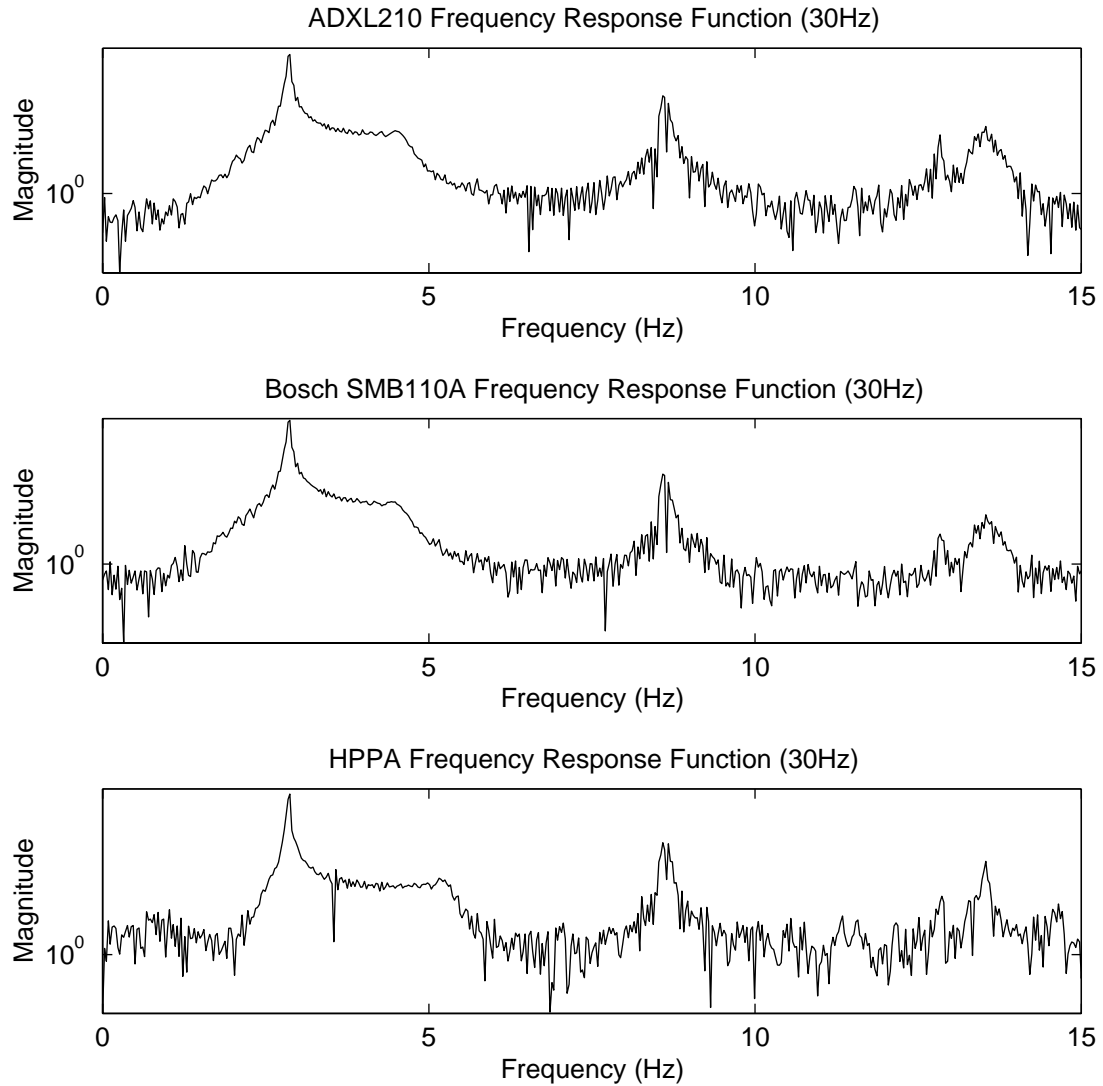 ADXL210 Frequency Response Function (30Hz)
Magnitude
10^0
0 5 10 15
Frequency (Hz)
Bosch SMB110A Frequency Response Function (30Hz)
Magnitude
10^0
0 5 10 15
Frequency (Hz)
HPPA Frequency Response Function (30Hz)
Magnitude
10^0
0 5 10 15
Frequency (Hz)